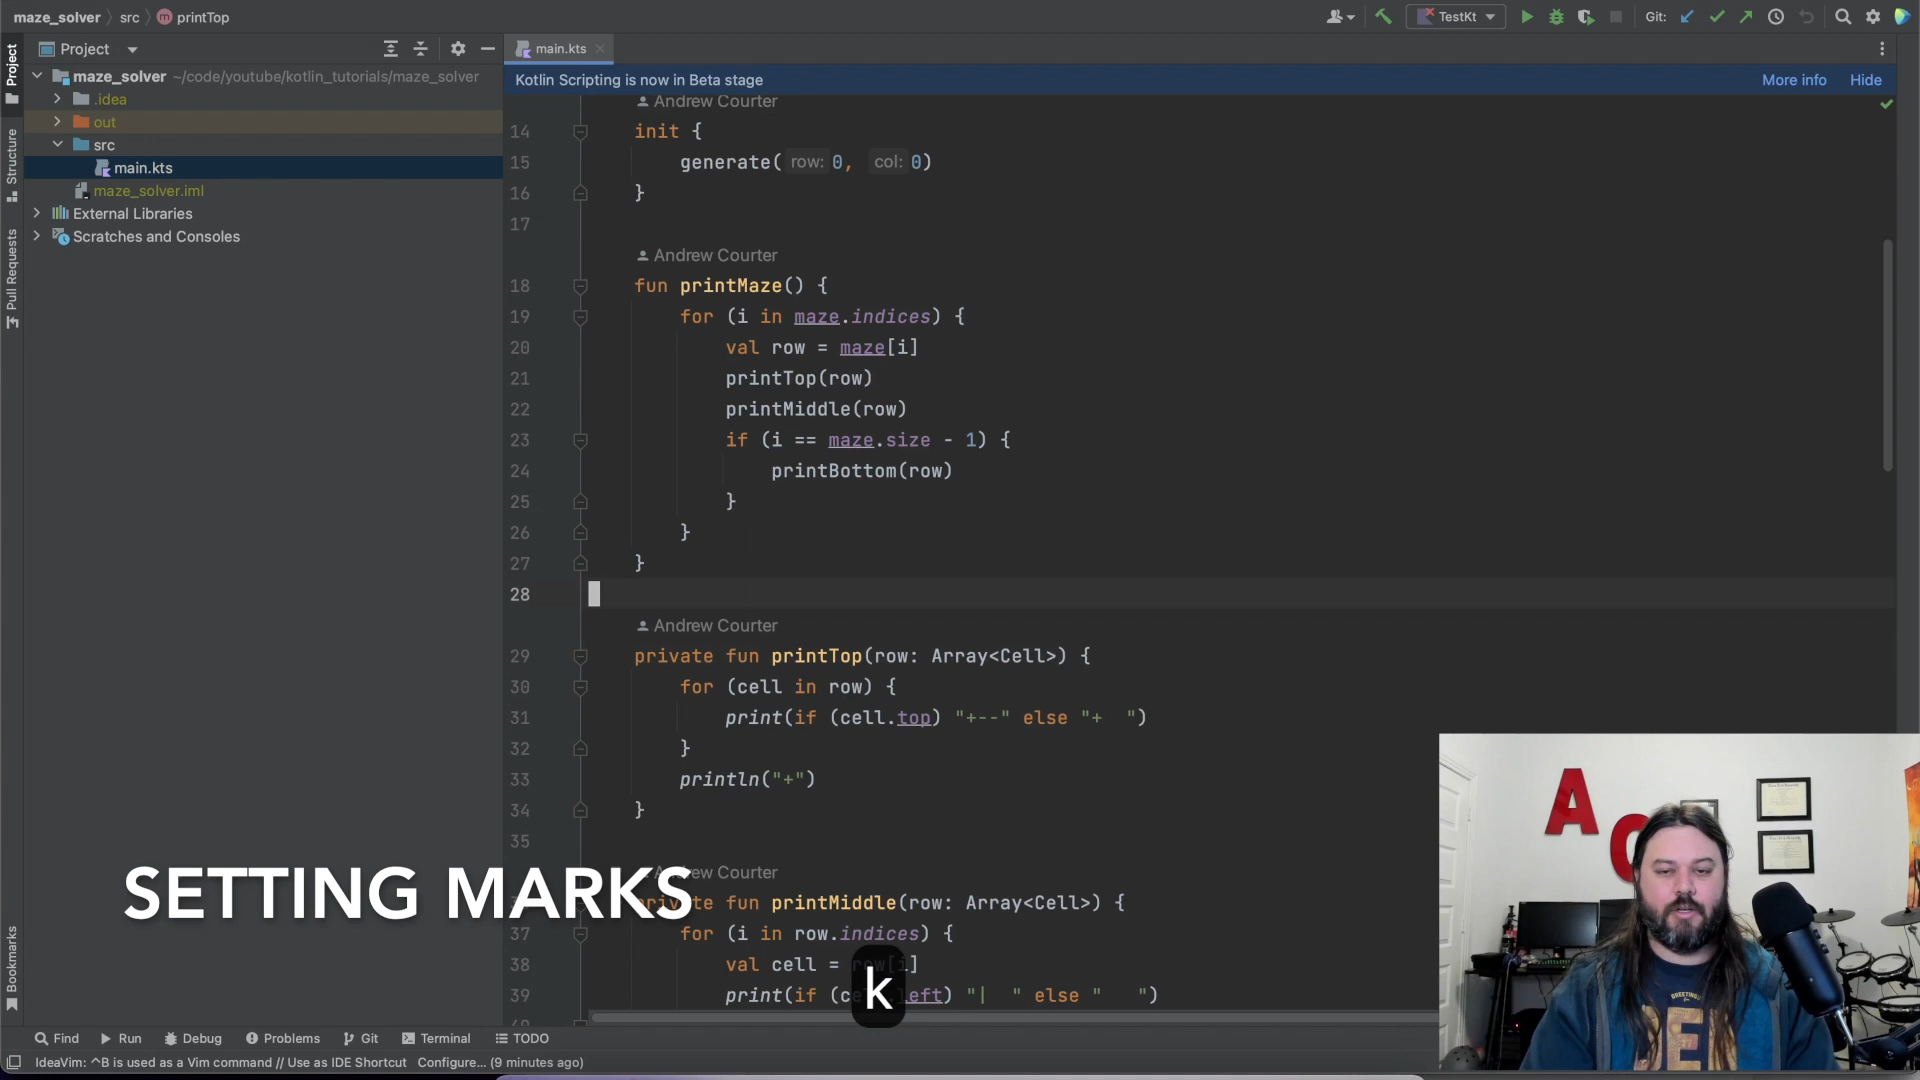 maze_solver src printTop
TestKt Git:
Project
main.kts
maze_solver ~/code/youtube/kotlin_tutorials/maze_solver
.idea
out
src
main.kts
maze_solver.iml
External Libraries
Scratches and Consoles
Project
Structure
Pull Requests
Bookmarks
Kotlin Scripting is now in Beta stage More info Hide
Andrew Courter
14 init {
15 generate( row: 0, col: 0)
16 }
17
Andrew Courter
18 fun printMaze() {
19 for (i in maze.indices) {
20 val row = maze[i]
21 printTop(row)
22 printMiddle(row)
23 if (i == maze.size - 1) {
24 printBottom(row)
25 }
26 }
27 }
28
Andrew Courter
29 private fun printTop(row: Array<Cell>) {
30 for (cell in row) {
31 print(if (cell.top) "+--" else "+  ")
32 }
33 println("+")
34 }
35
Courter
fun printMiddle(row: Array<Cell>) {
37 for (i in row.indices) {
38 val cell = row[i]
39 print(if (ce left) "|  " else "   ")
SETTING MARKS
k
A
Find Run Debug Problems Git Terminal TODO
IdeaVim: ^B is used as a Vim command // Use as IDE Shortcut Configure... (9 minutes ago)